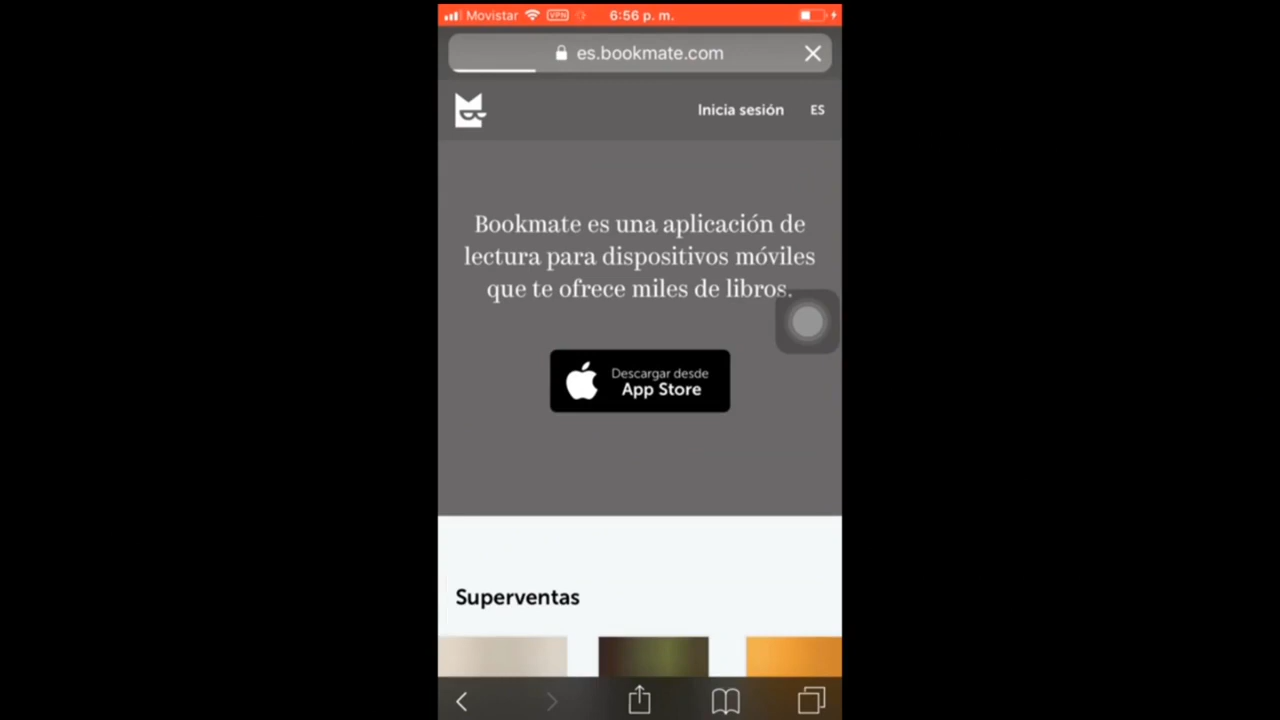 Movistar VPN 6:56 p. m.
es.bookmate.com
Inicia sesión ES
Bookmate es una aplicación de
lectura para dispositivos móviles
que te ofrece miles de libros.
Descargar desde
App Store
Superventas